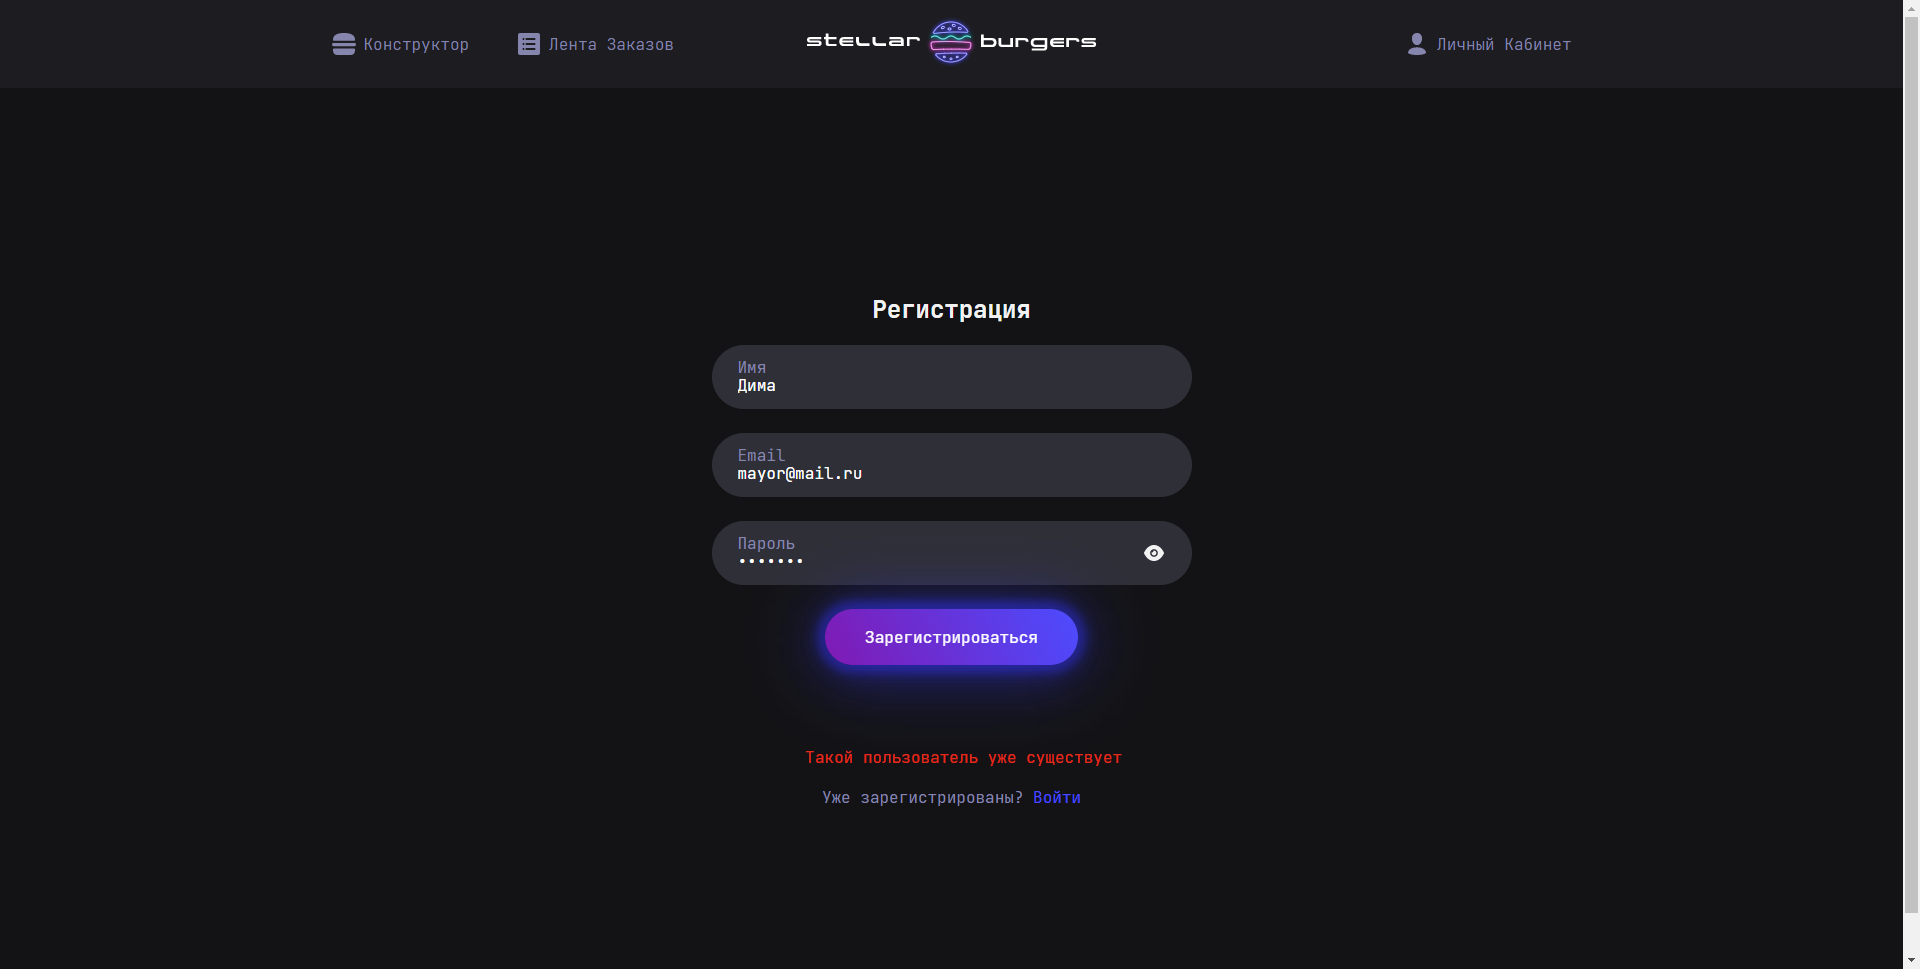 Конструктор
Лента Заказов
stellar burgers
Личный Кабинет
Регистрация
Имя
Дима
Email
mayor@mail.ru
Пароль
•••••••
Зарегистрироваться
Такой пользователь уже существует
Уже зарегистрированы? Войти